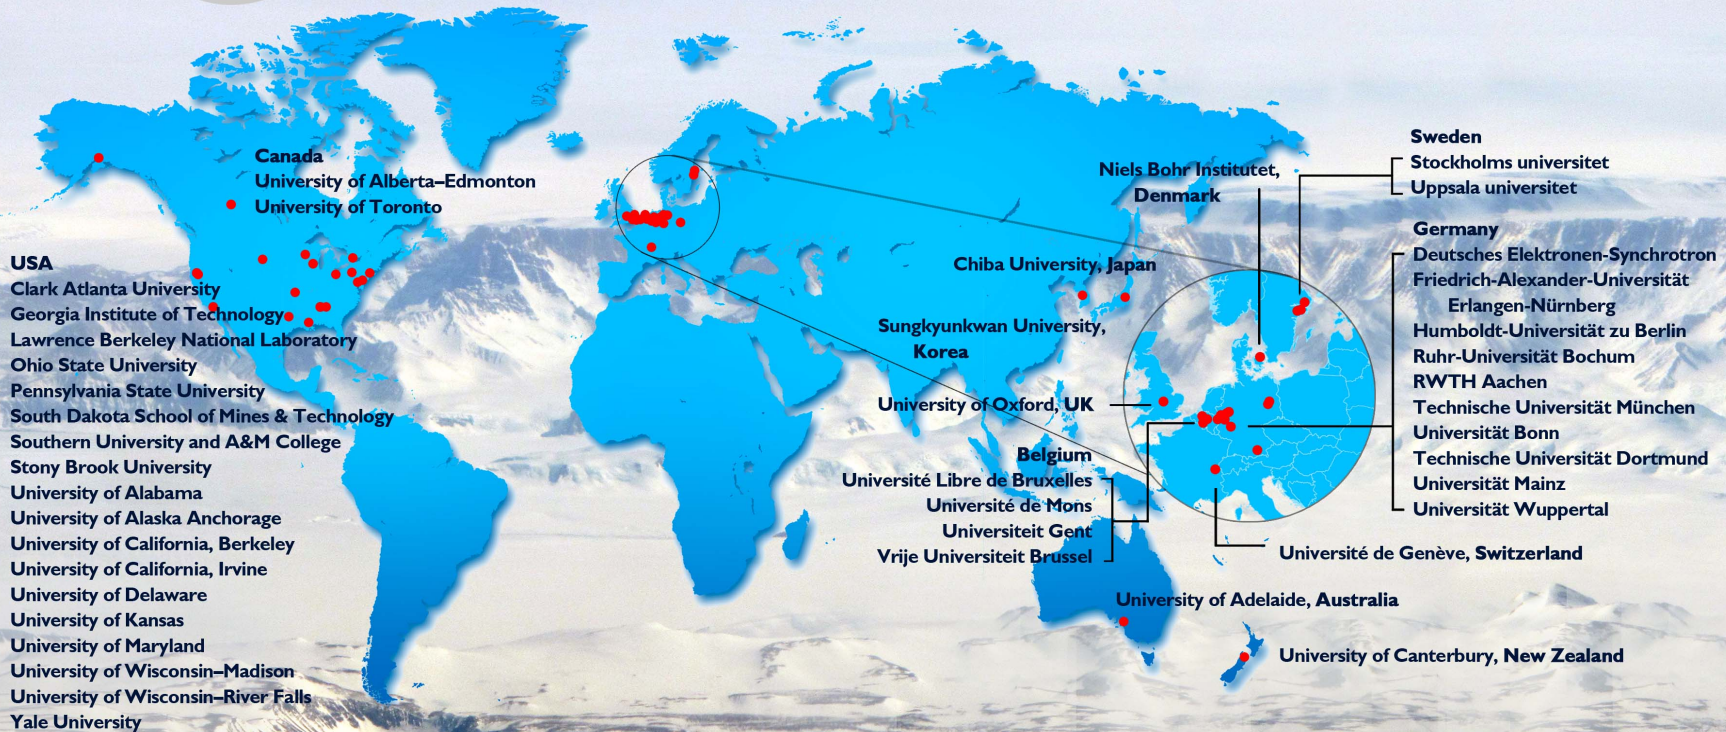 Canada
University of Alberta–Edmonton
University of Toronto
USA
Clark Atlanta University
Georgia Institute of Technology
Lawrence Berkeley National Laboratory
Ohio State University
Pennsylvania State University
South Dakota School of Mines & Technology
Southern University and A&M College
Stony Brook University
University of Alabama
University of Alaska Anchorage
University of California, Berkeley
University of California, Irvine
University of Delaware
University of Kansas
University of Maryland
University of Wisconsin–Madison
University of Wisconsin–River Falls
Yale University
Niels Bohr Institutet,
Denmark
Chiba University, Japan
Sungkyunkwan University,
Korea
University of Oxford, UK
Belgium
Université Libre de Bruxelles
Université de Mons
Universiteit Gent
Vrije Universiteit Brussel
Sweden
Stockholms universitet
Uppsala universitet
Germany
Deutsches Elektronen-Synchrotron
Friedrich-Alexander-Universität
Erlangen-Nürnberg
Humboldt-Universität zu Berlin
Ruhr-Universität Bochum
RWTH Aachen
Technische Universität München
Universität Bonn
Technische Universität Dortmund
Universität Mainz
Universität Wuppertal
Université de Genève, Switzerland
University of Adelaide, Australia
University of Canterbury, New Zealand